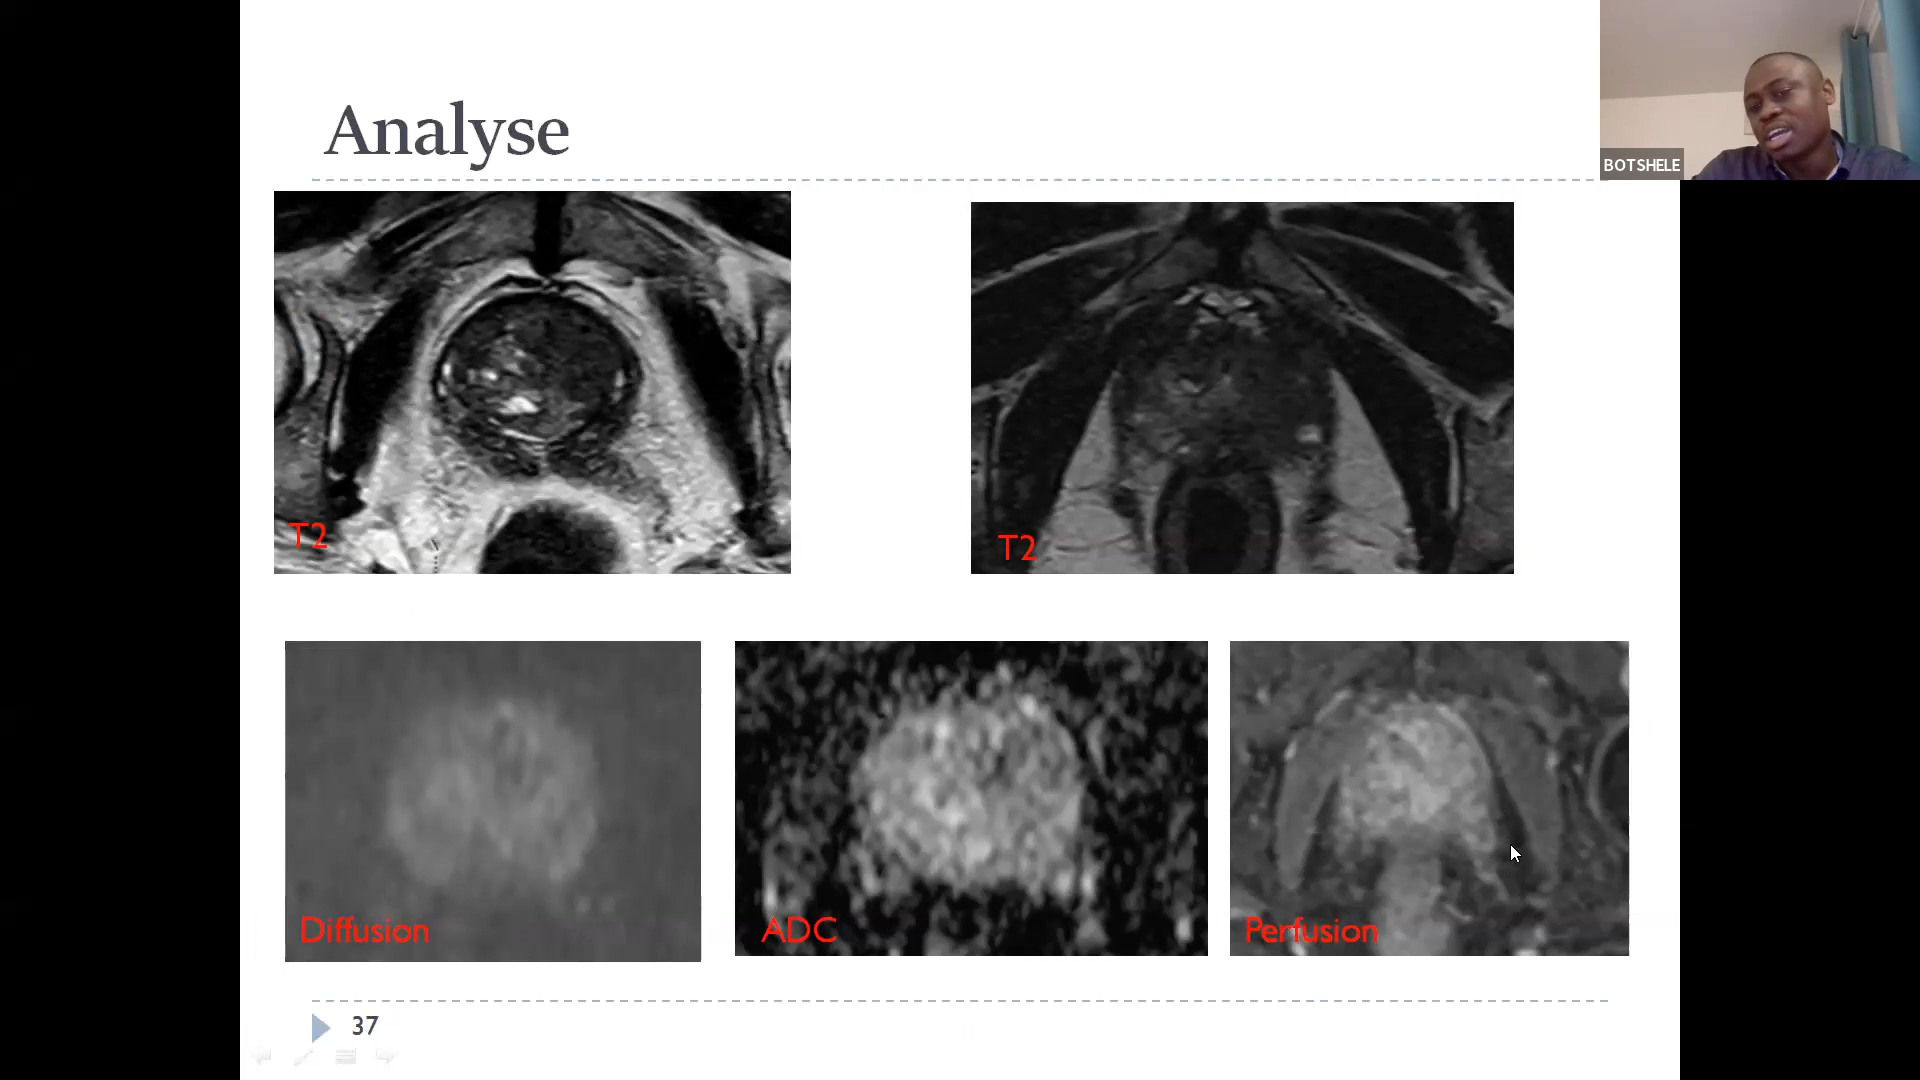 Analyse
BOTSHELE
T2
T2
Diffusion
ADC
Perfusion
37